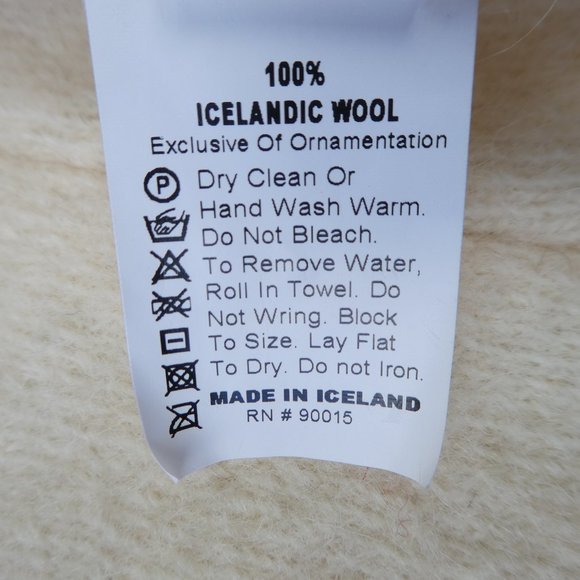 100%
ICELANDIC WOOL
Exclusive Of Ornamentation
P Dry Clean Or
Hand Wash Warm.
Do Not Bleach.
To Remove Water,
Roll In Towel. Do
Not Wring. Block
To Size. Lay Flat
To Dry. Do not Iron.
MADE IN ICELAND
RN # 90015